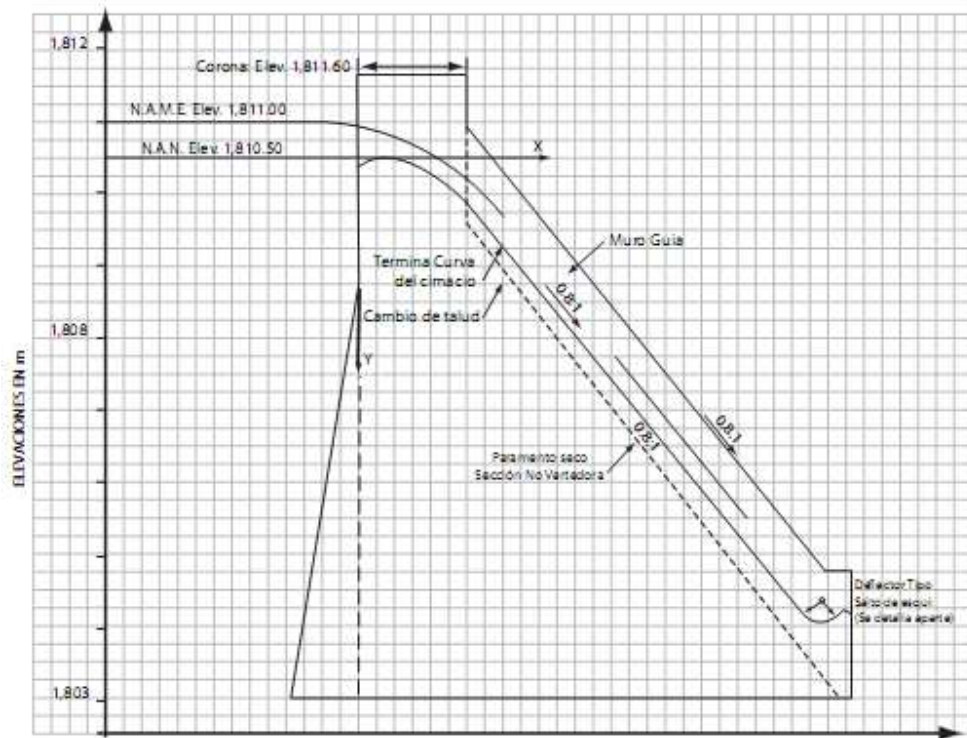 1,812
Corona: Elev. 1,811.60
N.A.M.E. Elev. 1,811.00
N.A.N. Elev. 1,810.50
X
Muro Guia
Termina Curva
del cimacio
0.8:1
Cambio de talud
1,808
Y
ELEVACIONES EN m
0.8:1
0.8:1
Paramento seco
Sección No Vertedora
Deflector Tipo
Salto de esqui
(Se detalla aparte)
R
1,803